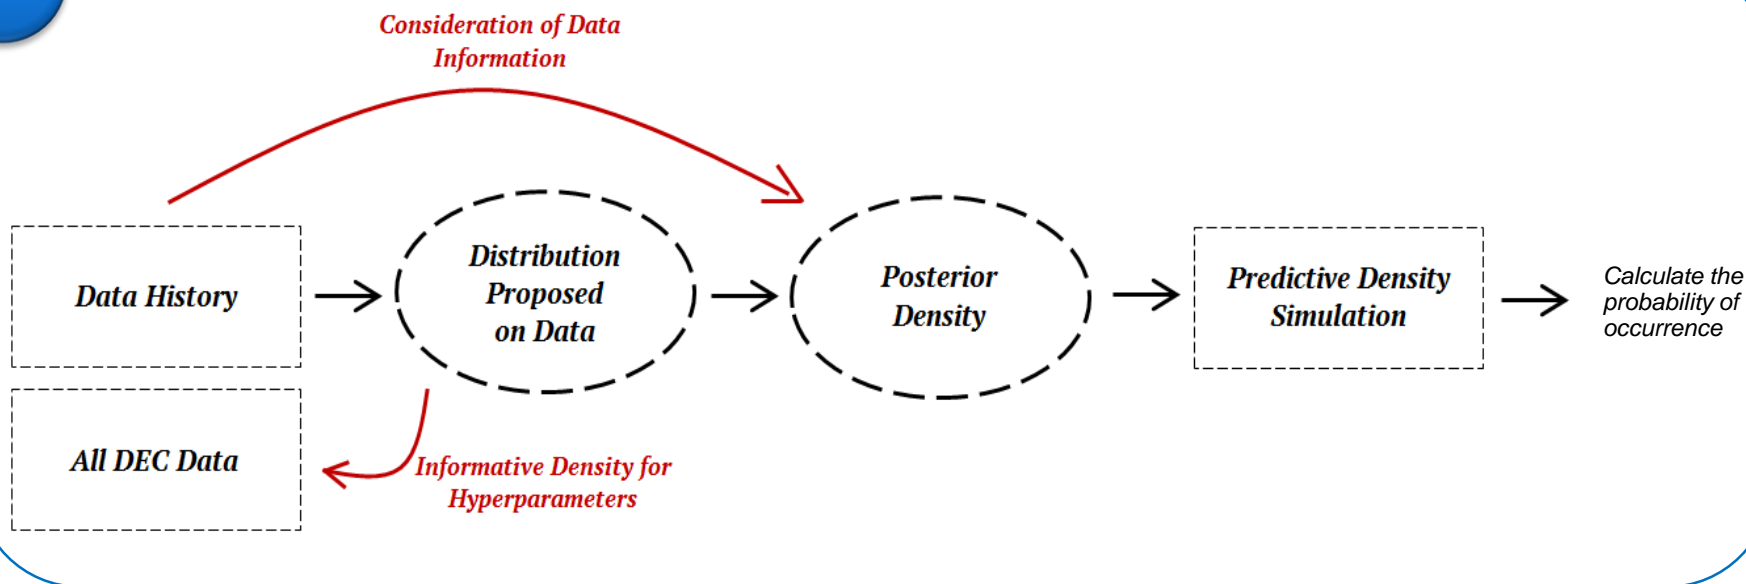 Consideration of Data
Information
Data History
Distribution
Proposed
on Data
Posterior
Density
Predictive Density
Simulation
Calculate the
probability of
occurrence
All DEC Data
Informative Density for
Hyperparameters